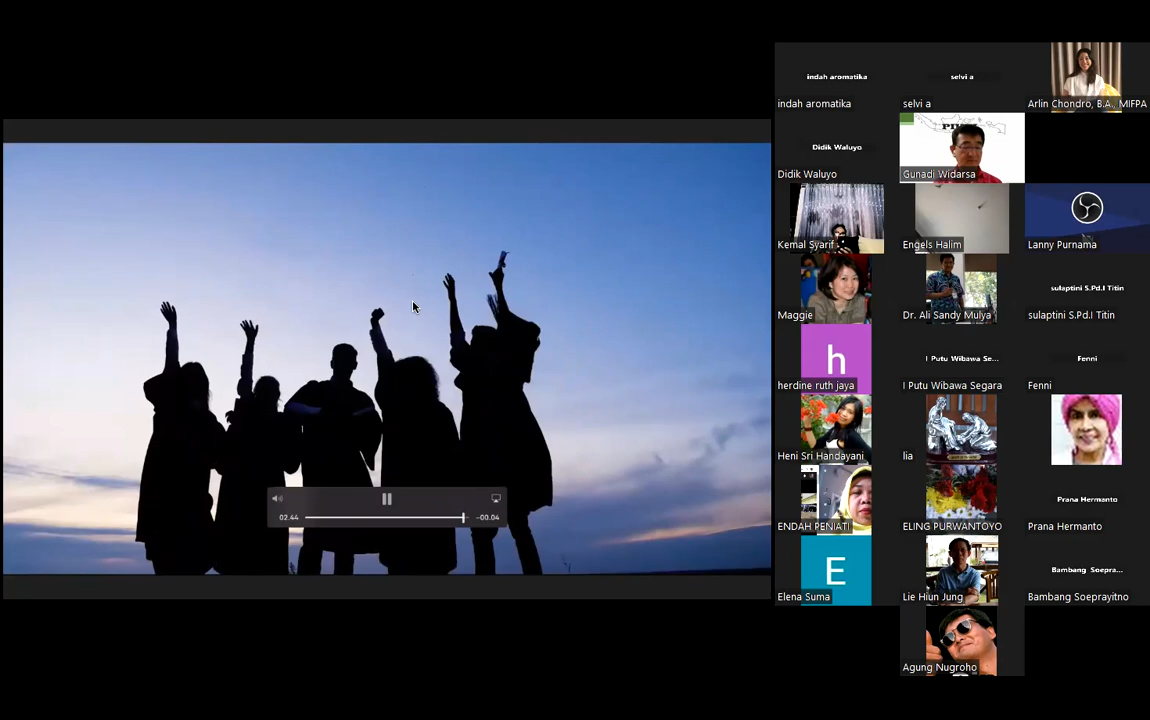 indah aromatika
indah aromatika
selvi a
selvi a
Arlin Chondro, B.A., MIFPA
Didik Waluyo
Didik Waluyo
Gunadi Widarsa
Kemal Syarif
Engels Halim
Lanny Purnama
Maggie
Dr. Ali Sandy Mulya
sulaptini S.Pd.I Titin
sulaptini S.Pd.I Titin
h
herdine ruth jaya
I Putu Wibawa Se...
I Putu Wibawa Segara
Fenni
Fenni
Heni Sri Handayani
lia
ENDAH PENIATI
ELING PURWANTOYO
Prana Hermanto
Prana Hermanto
E
Elena Suma
Lie Hiun Jung
Bambang Soepra...
Bambang Soeprayitno
Agung Nugroho
02.44
-00.04